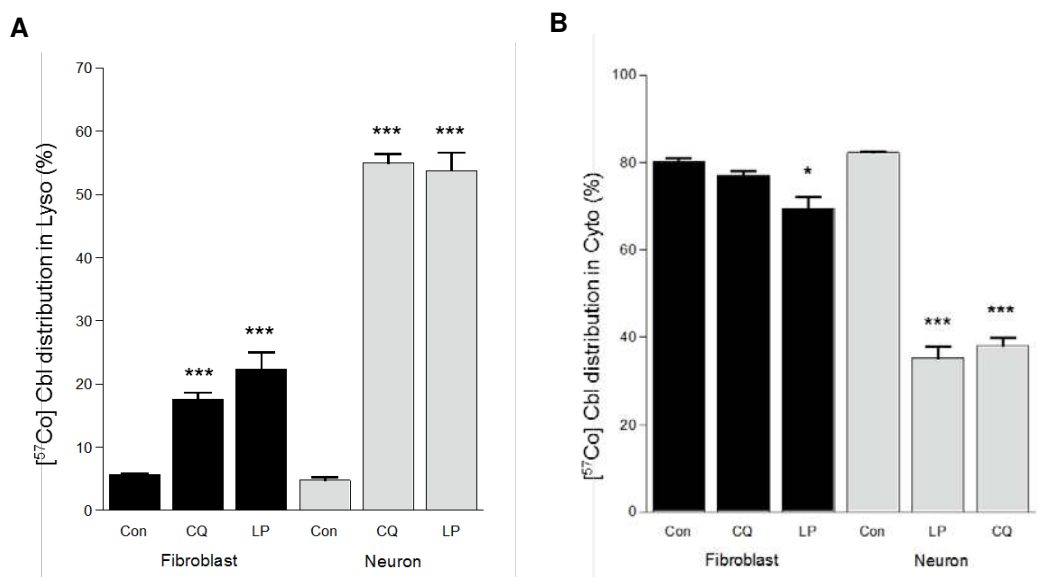 A
[⁵⁷Co] Cbl distribution in Lyso (%)
70
60
50
40
30
20
10
0
***
***
***
***
Con CQ LP Con CQ LP
Fibroblast Neuron
B
[⁵⁷Co] Cbl distribution in Cyto (%)
100
80
60
40
20
0
*
***
***
Con CQ LP Con LP CQ
Fibroblast Neuron